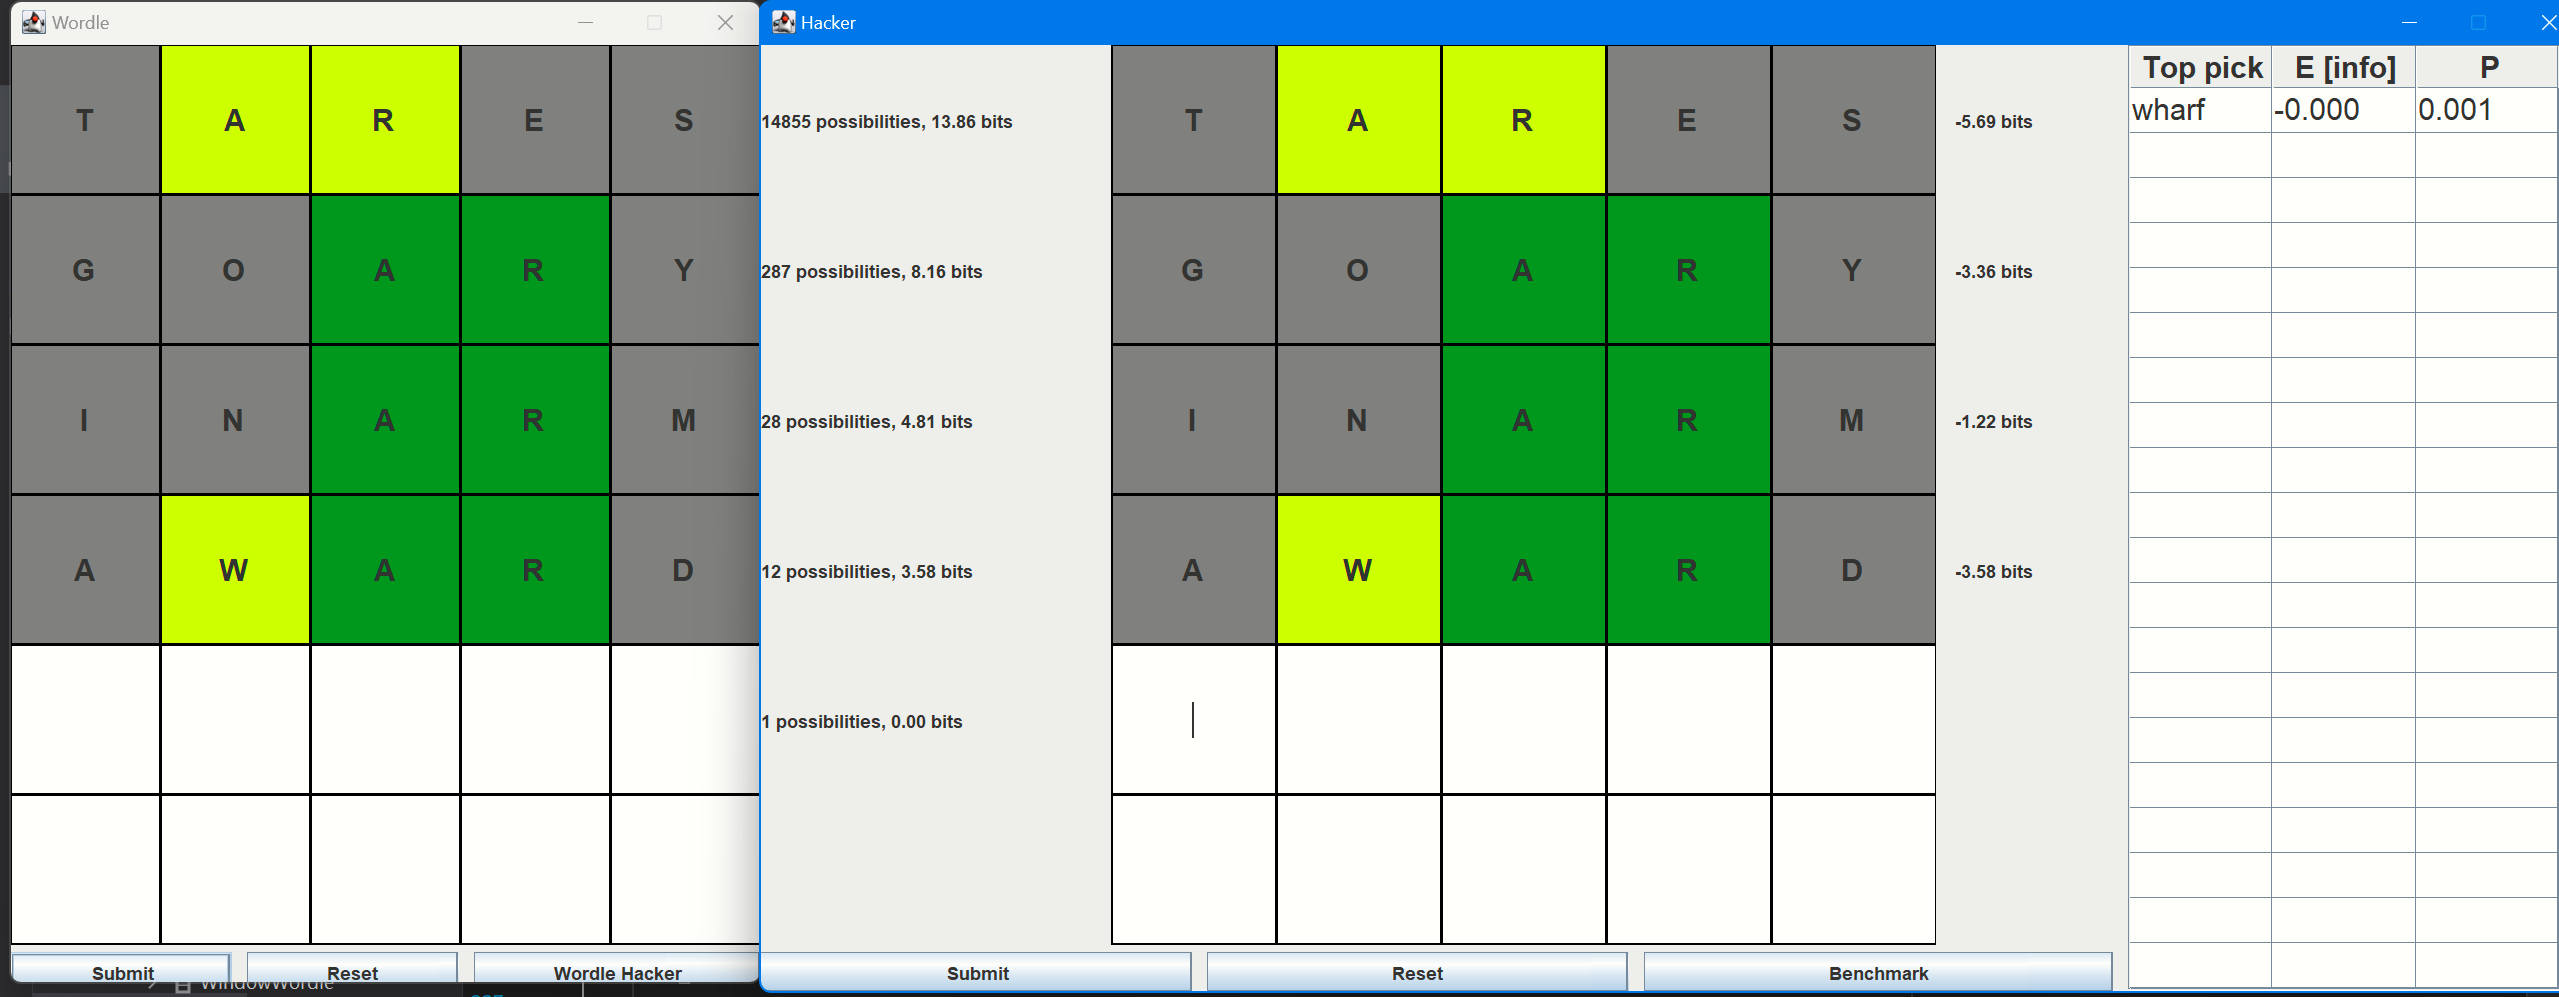 Wordle
T A R E S
G O A R Y
I N A R M
A W A R D
Submit Reset Wordle Hacker
WindowWordle
Hacker
14855 possibilities, 13.86 bits T A R E S -5.69 bits
287 possibilities, 8.16 bits G O A R Y -3.36 bits
28 possibilities, 4.81 bits I N A R M -1.22 bits
12 possibilities, 3.58 bits A W A R D -3.58 bits
1 possibilities, 0.00 bits
Submit Reset Benchmark
Top pick E [info] P
wharf -0.000 0.001